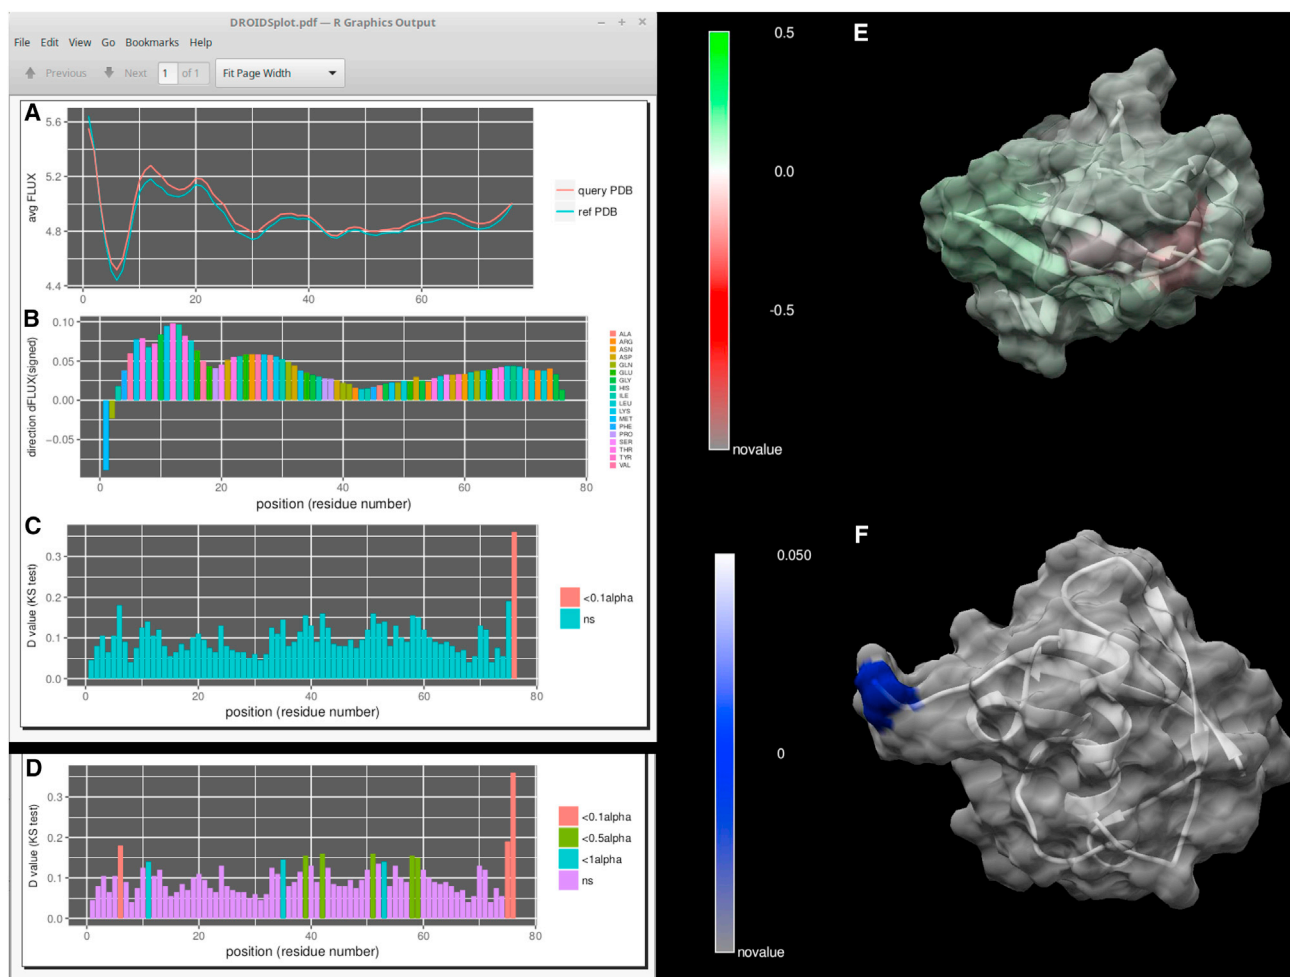 DROIDSplot.pdf — R Graphics Output
− + ×
File Edit View Go Bookmarks Help
Previous Next 1 of 1 Fit Page Width
A
5.6
5.2
4.8
4.4
avg FLUX
0 20 40 60
query PDB
ref PDB
B
0.10
0.05
0.00
−0.05
direction dFLUX(signed)
0 20 40 60 80
position (residue number)
ALA
ARG
ASN
ASP
GLN
GLU
GLY
HIS
ILE
LEU
LYS
MET
PHE
PRO
SER
THR
TYR
VAL
C
0.3
0.2
0.1
0.0
D value (KS test)
0 20 40 60 80
position (residue number)
<0.1alpha
ns
D
0.3
0.2
0.1
0.0
D value (KS test)
0 20 40 60 80
position (residue number)
<0.1alpha
<0.5alpha
<1alpha
ns
E
0.5
0.0
-0.5
novalue
F
0.050
0
novalue